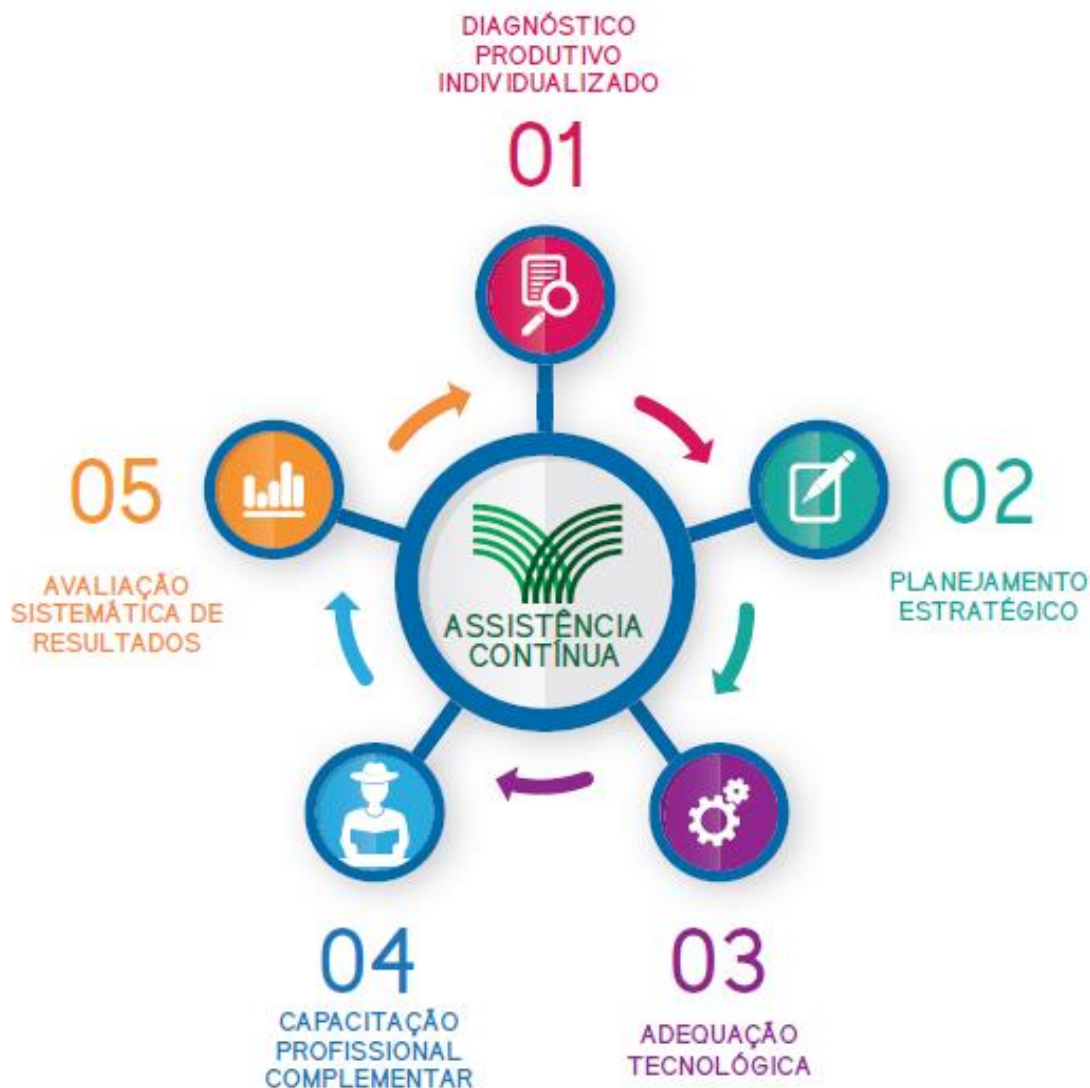 DIAGNÓSTICO
PRODUTIVO
INDIVIDUALIZADO
01
02
PLANEJAMENTO
ESTRATÉGICO
03
ADEQUAÇÃO
TECNOLÓGICA
04
CAPACITAÇÃO
PROFISSIONAL
COMPLEMENTAR
05
AVALIAÇÃO
SISTEMÁTICA DE
RESULTADOS
ASSISTÊNCIA
CONTÍNUA